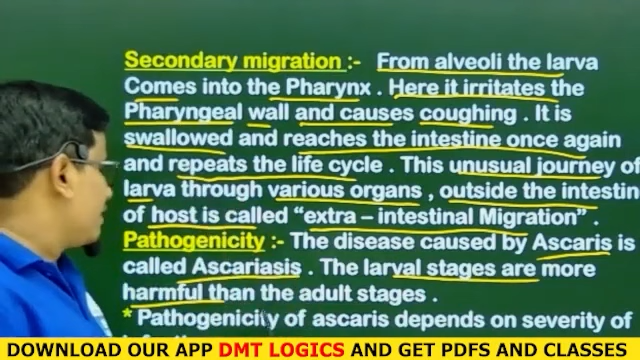 Secondary migration :- From alveoli the larva
Comes into the Pharynx . Here it irritates the
Pharyngeal wall and causes coughing . It is
swallowed and reaches the intestine once again
and repeats the life cycle . This unusual journey of
larva through various organs , outside the intestin
of host is called “extra – intestinal Migration” .
Pathogenicity :- The disease caused by Ascaris is
called Ascariasis . The larval stages are more
harmful than the adult stages .
* Pathogenicity of ascaris depends on severity of
DOWNLOAD OUR APP DMT LOGICS AND GET PDFS AND CLASSES